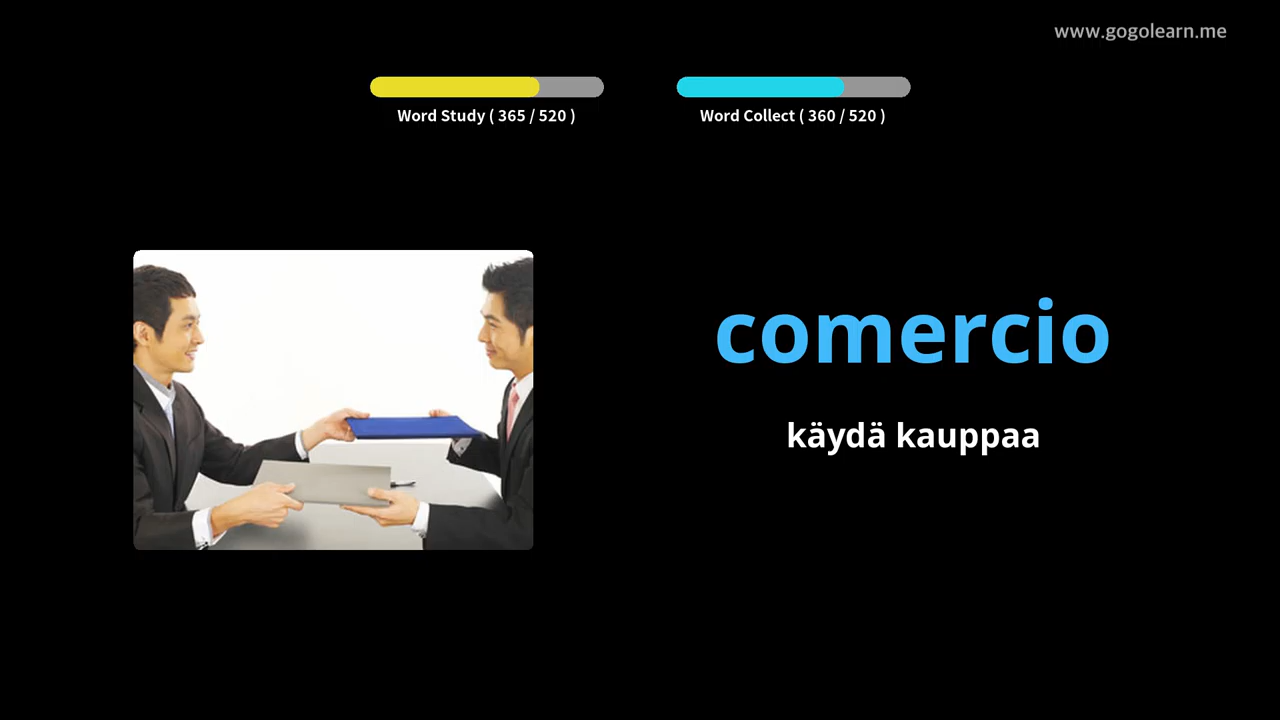 www.gogolearn.me
Word Study ( 365 / 520 )
Word Collect ( 360 / 520 )
comercio
käydä kauppaa